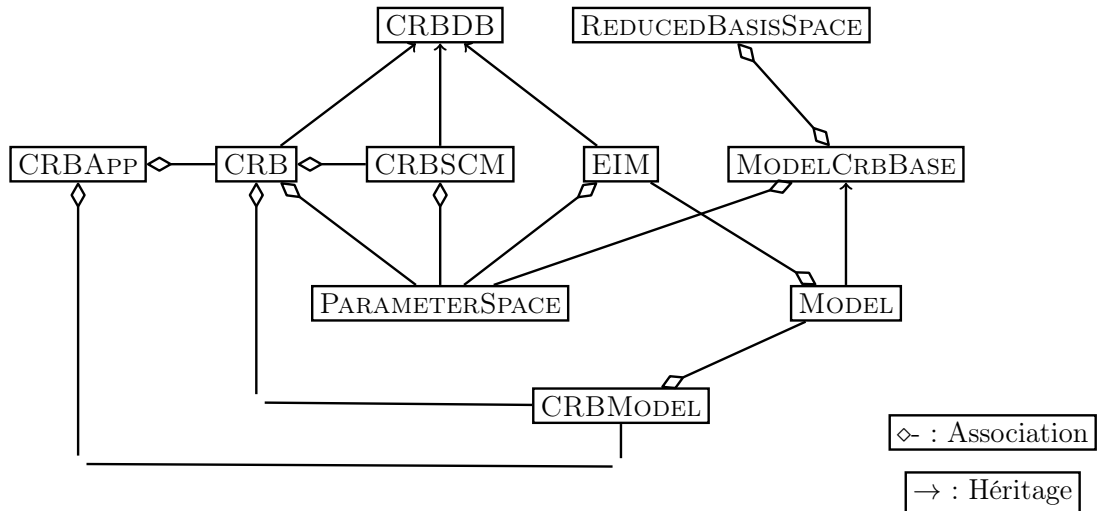 CRBDB
REDUCEDBASISSPACE
CRBAPP
CRB
CRBSCM
EIM
MODELCRBBASE
PARAMETERSPACE
MODEL
CRBMODEL
⋄- : Association
→ : Héritage